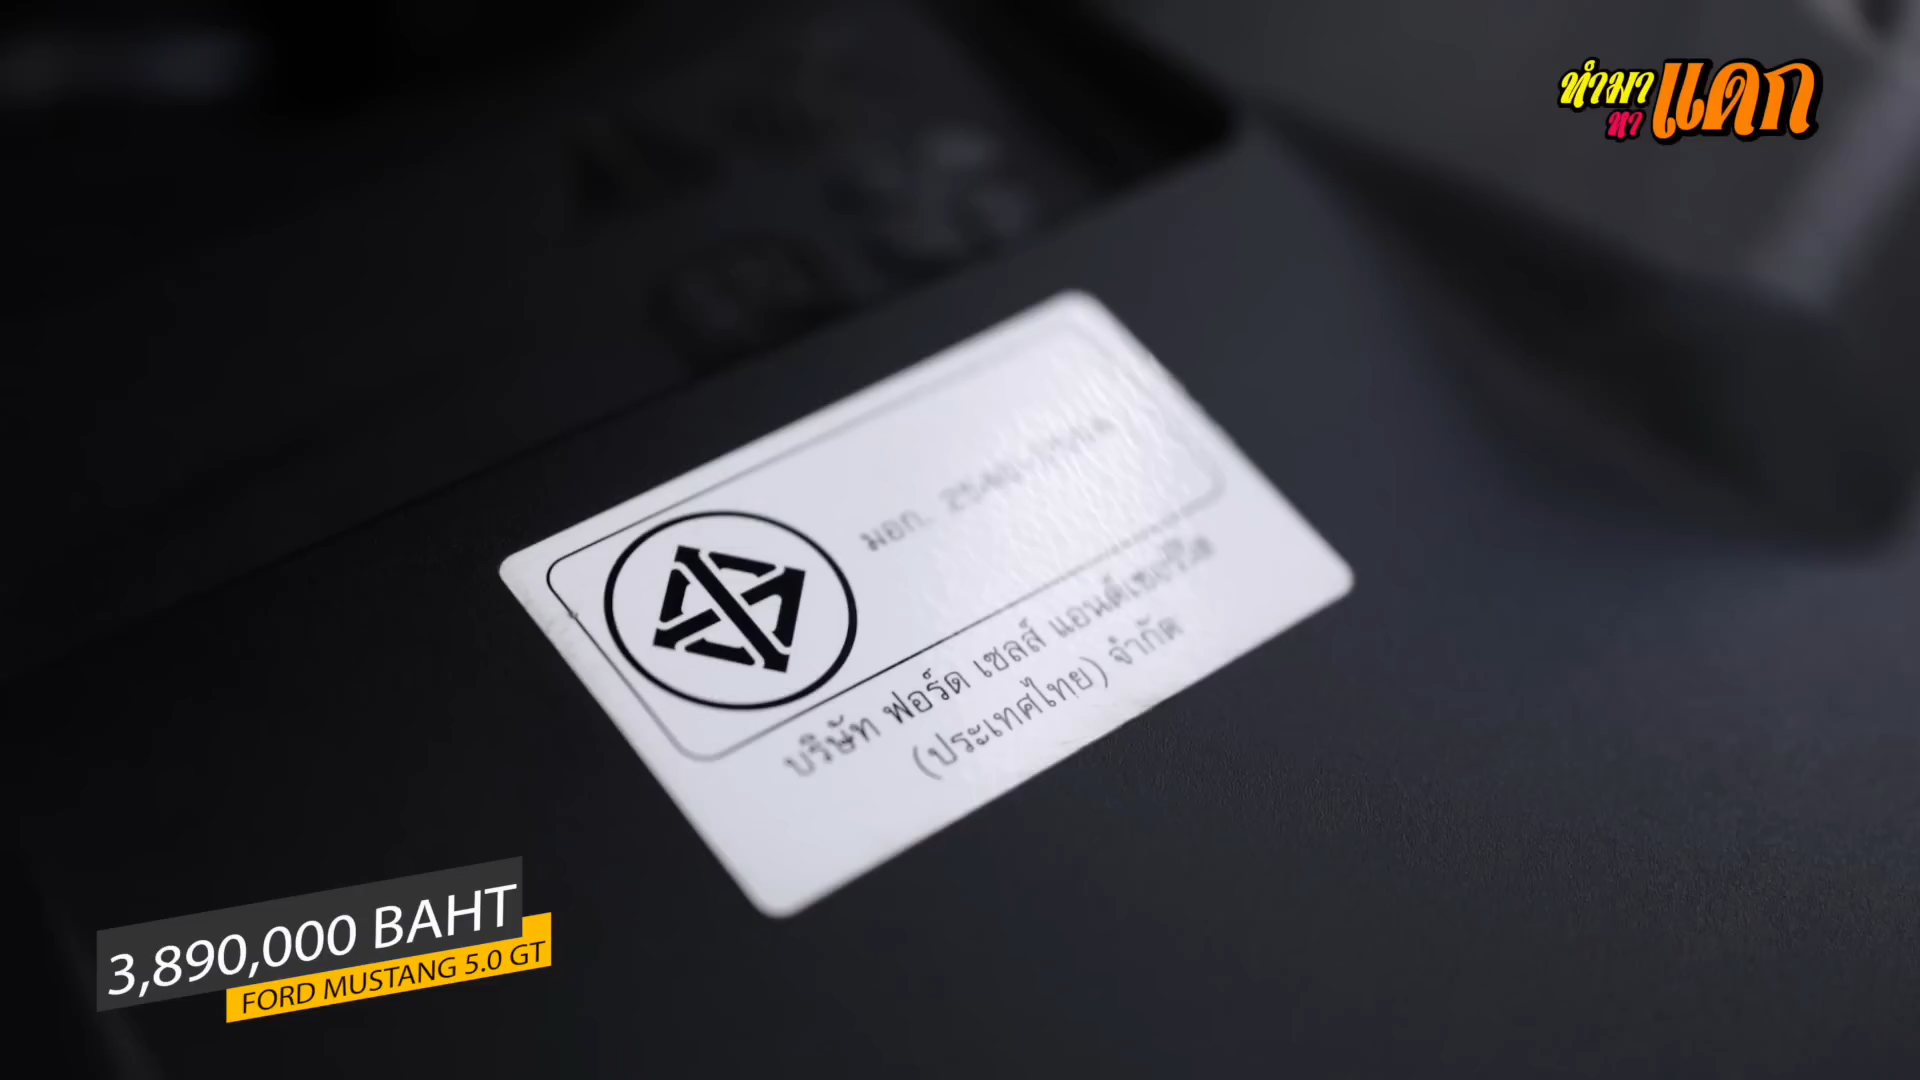 ทำมา
หา
แดก
มอก.
บริษัท ฟอร์ด เซลส์ แอนด์เซอร์วิส
(ประเทศไทย) จำกัด
3,890,000 BAHT
FORD MUSTANG 5.0 GT